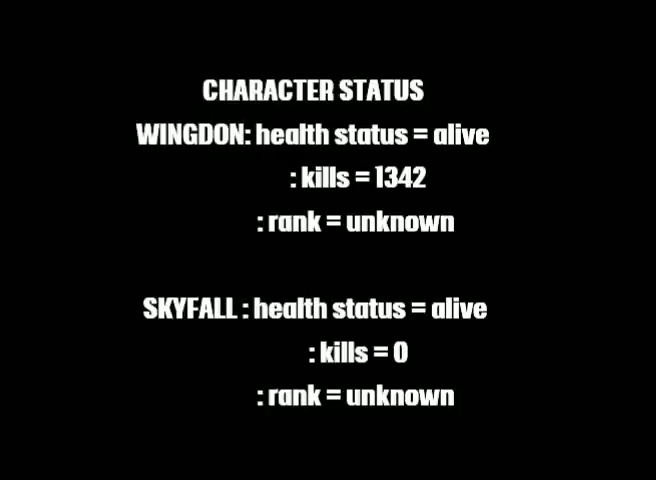 CHARACTER STATUS
WINGDON: health status = alive
: kills = 1342
: rank = unknown
SKYFALL : health status = alive
: kills = 0
: rank = unknown